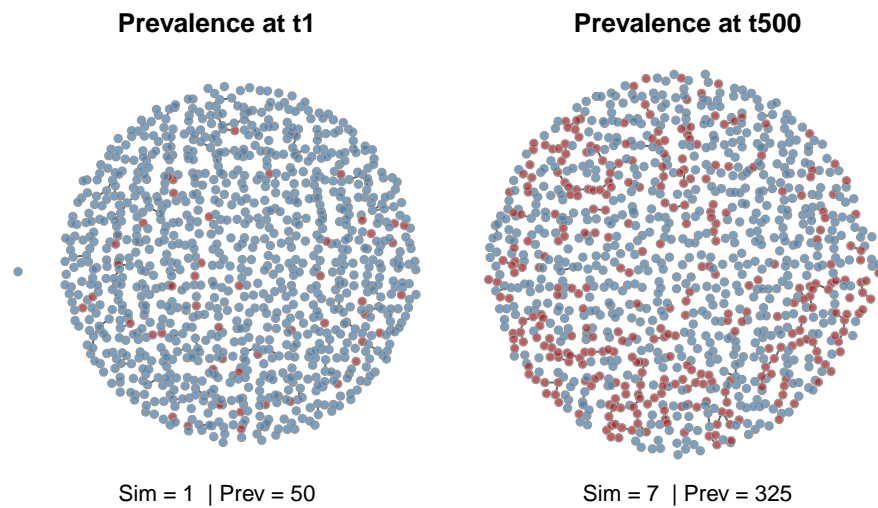 Prevalence at t1
Prevalence at t500
Sim = 1 | Prev = 50
Sim = 7 | Prev = 325